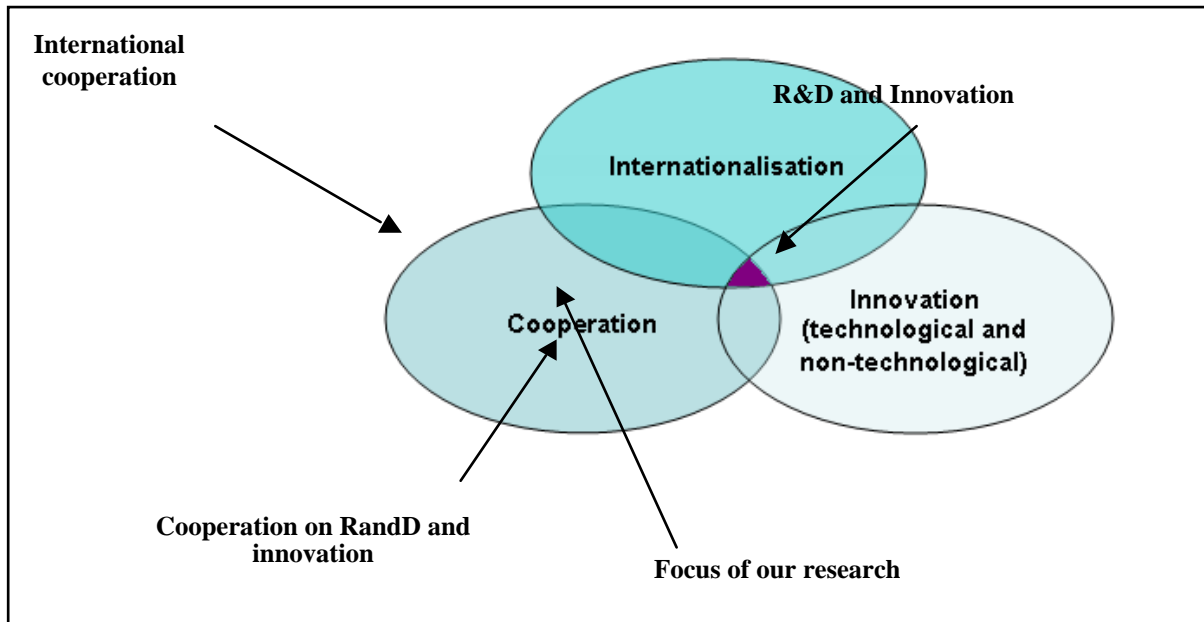 International
cooperation
R&D and Innovation
Internationalisation
Cooperation
Innovation
(technological and
non-technological)
Cooperation on RandD and
innovation
Focus of our research